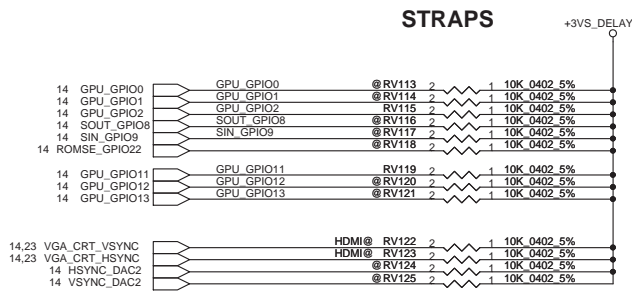 STRAPS
+3VS_DELAY
14 GPU_GPIO0 GPU_GPIO0 @ RV113 2 1 10K_0402_5%
14 GPU_GPIO1 GPU_GPIO1 @ RV114 2 1 10K_0402_5%
14 GPU_GPIO2 GPU_GPIO2 RV115 2 1 10K_0402_5%
14 SOUT_GPIO8 SOUT_GPIO8 @ RV116 2 1 10K_0402_5%
14 SIN_GPIO9 SIN_GPIO9 @ RV117 2 1 10K_0402_5%
14 ROMSE_GPIO22 @ RV118 2 1 10K_0402_5%
14 GPU_GPIO11 GPU_GPIO11 RV119 2 1 10K_0402_5%
14 GPU_GPIO12 GPU_GPIO12 @ RV120 2 1 10K_0402_5%
14 GPU_GPIO13 GPU_GPIO13 @ RV121 2 1 10K_0402_5%
14,23 VGA_CRT_VSYNC HDMI@ RV122 2 1 10K_0402_5%
14,23 VGA_CRT_HSYNC HDMI@ RV123 2 1 10K_0402_5%
14 HSYNC_DAC2 @ RV124 2 1 10K_0402_5%
14 VSYNC_DAC2 @ RV125 2 1 10K_0402_5%